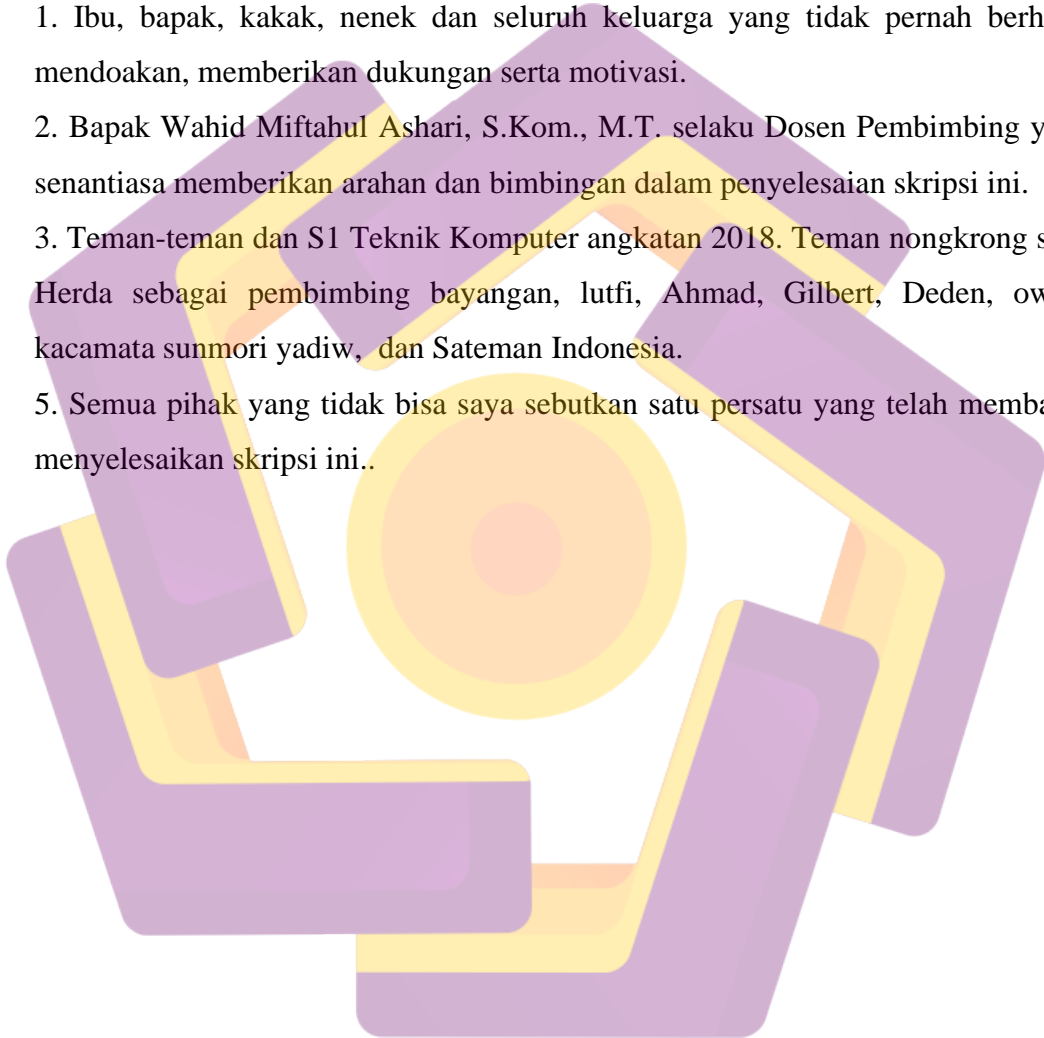 1. Ibu, bapak, kakak, nenek dan seluruh keluarga yang tidak pernah berh
mendoakan, memberikan dukungan serta motivasi.
2. Bapak Wahid Miftahul Ashari, S.Kom., M.T. selaku Dosen Pembimbing y
senantiasa memberikan arahan dan bimbingan dalam penyelesaian skripsi ini.
3. Teman-teman dan S1 Teknik Komputer angkatan 2018. Teman nongkrong s
Herda sebagai pembimbing bayangan, lutfi, Ahmad, Gilbert, Deden, ow
kacamata sunmori yadiw, dan Sateman Indonesia.
5. Semua pihak yang tidak bisa saya sebutkan satu persatu yang telah memba
menyelesaikan skripsi ini..